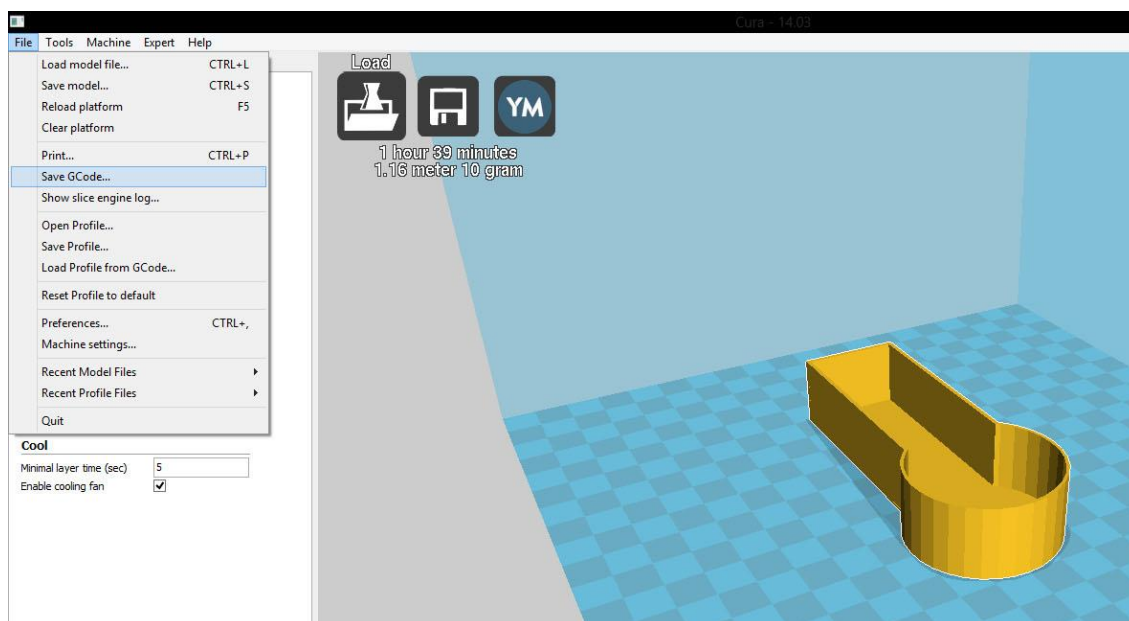 Cura - 14.03
File Tools Machine Expert Help
Load model file... CTRL+L
Save model... CTRL+S
Reload platform F5
Clear platform
Print... CTRL+P
Save GCode...
Show slice engine log...
Open Profile...
Save Profile...
Load Profile from GCode...
Reset Profile to default
Preferences... CTRL+,
Machine settings...
Recent Model Files
Recent Profile Files
Quit
Cool
Minimal layer time (sec) 5
Enable cooling fan
Load
YM
1 hour 39 minutes
1.16 meter 10 gram